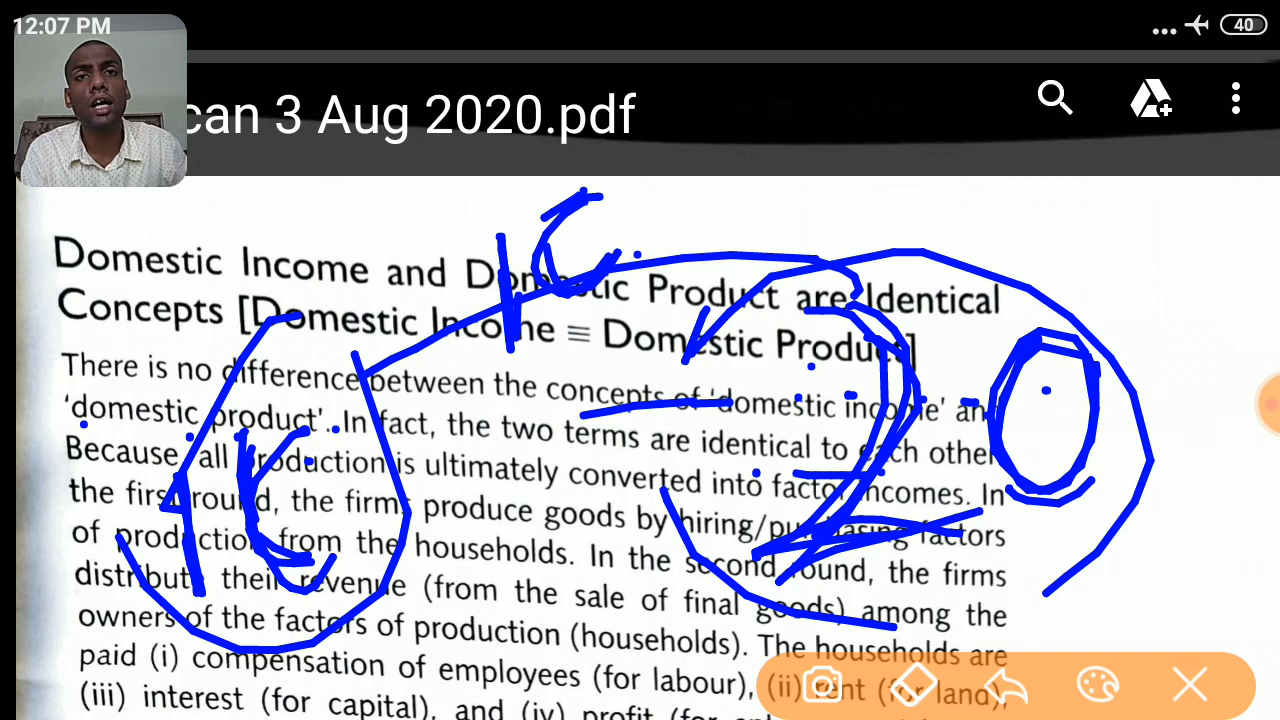 12:07 PM
40
can 3 Aug 2020.pdf
Domestic Income and Domestic Product are Identical
Concepts [Domestic Income ≡ Domestic Product]
There is no difference between the concepts of 'domestic income' an
'domestic product'. In fact, the two terms are identical to each other
Because all production is ultimately converted into factor incomes. In
the first round, the firms produce goods by hiring/purchasing factors
of production from the households. In the second round, the firms
distribute their revenue (from the sale of final goods) among the
owners of the factors of production (households). The households are
paid (i) compensation of employees (for labour), (ii) rent (for land),
(iii) interest (for capital), and (iv) profit (for